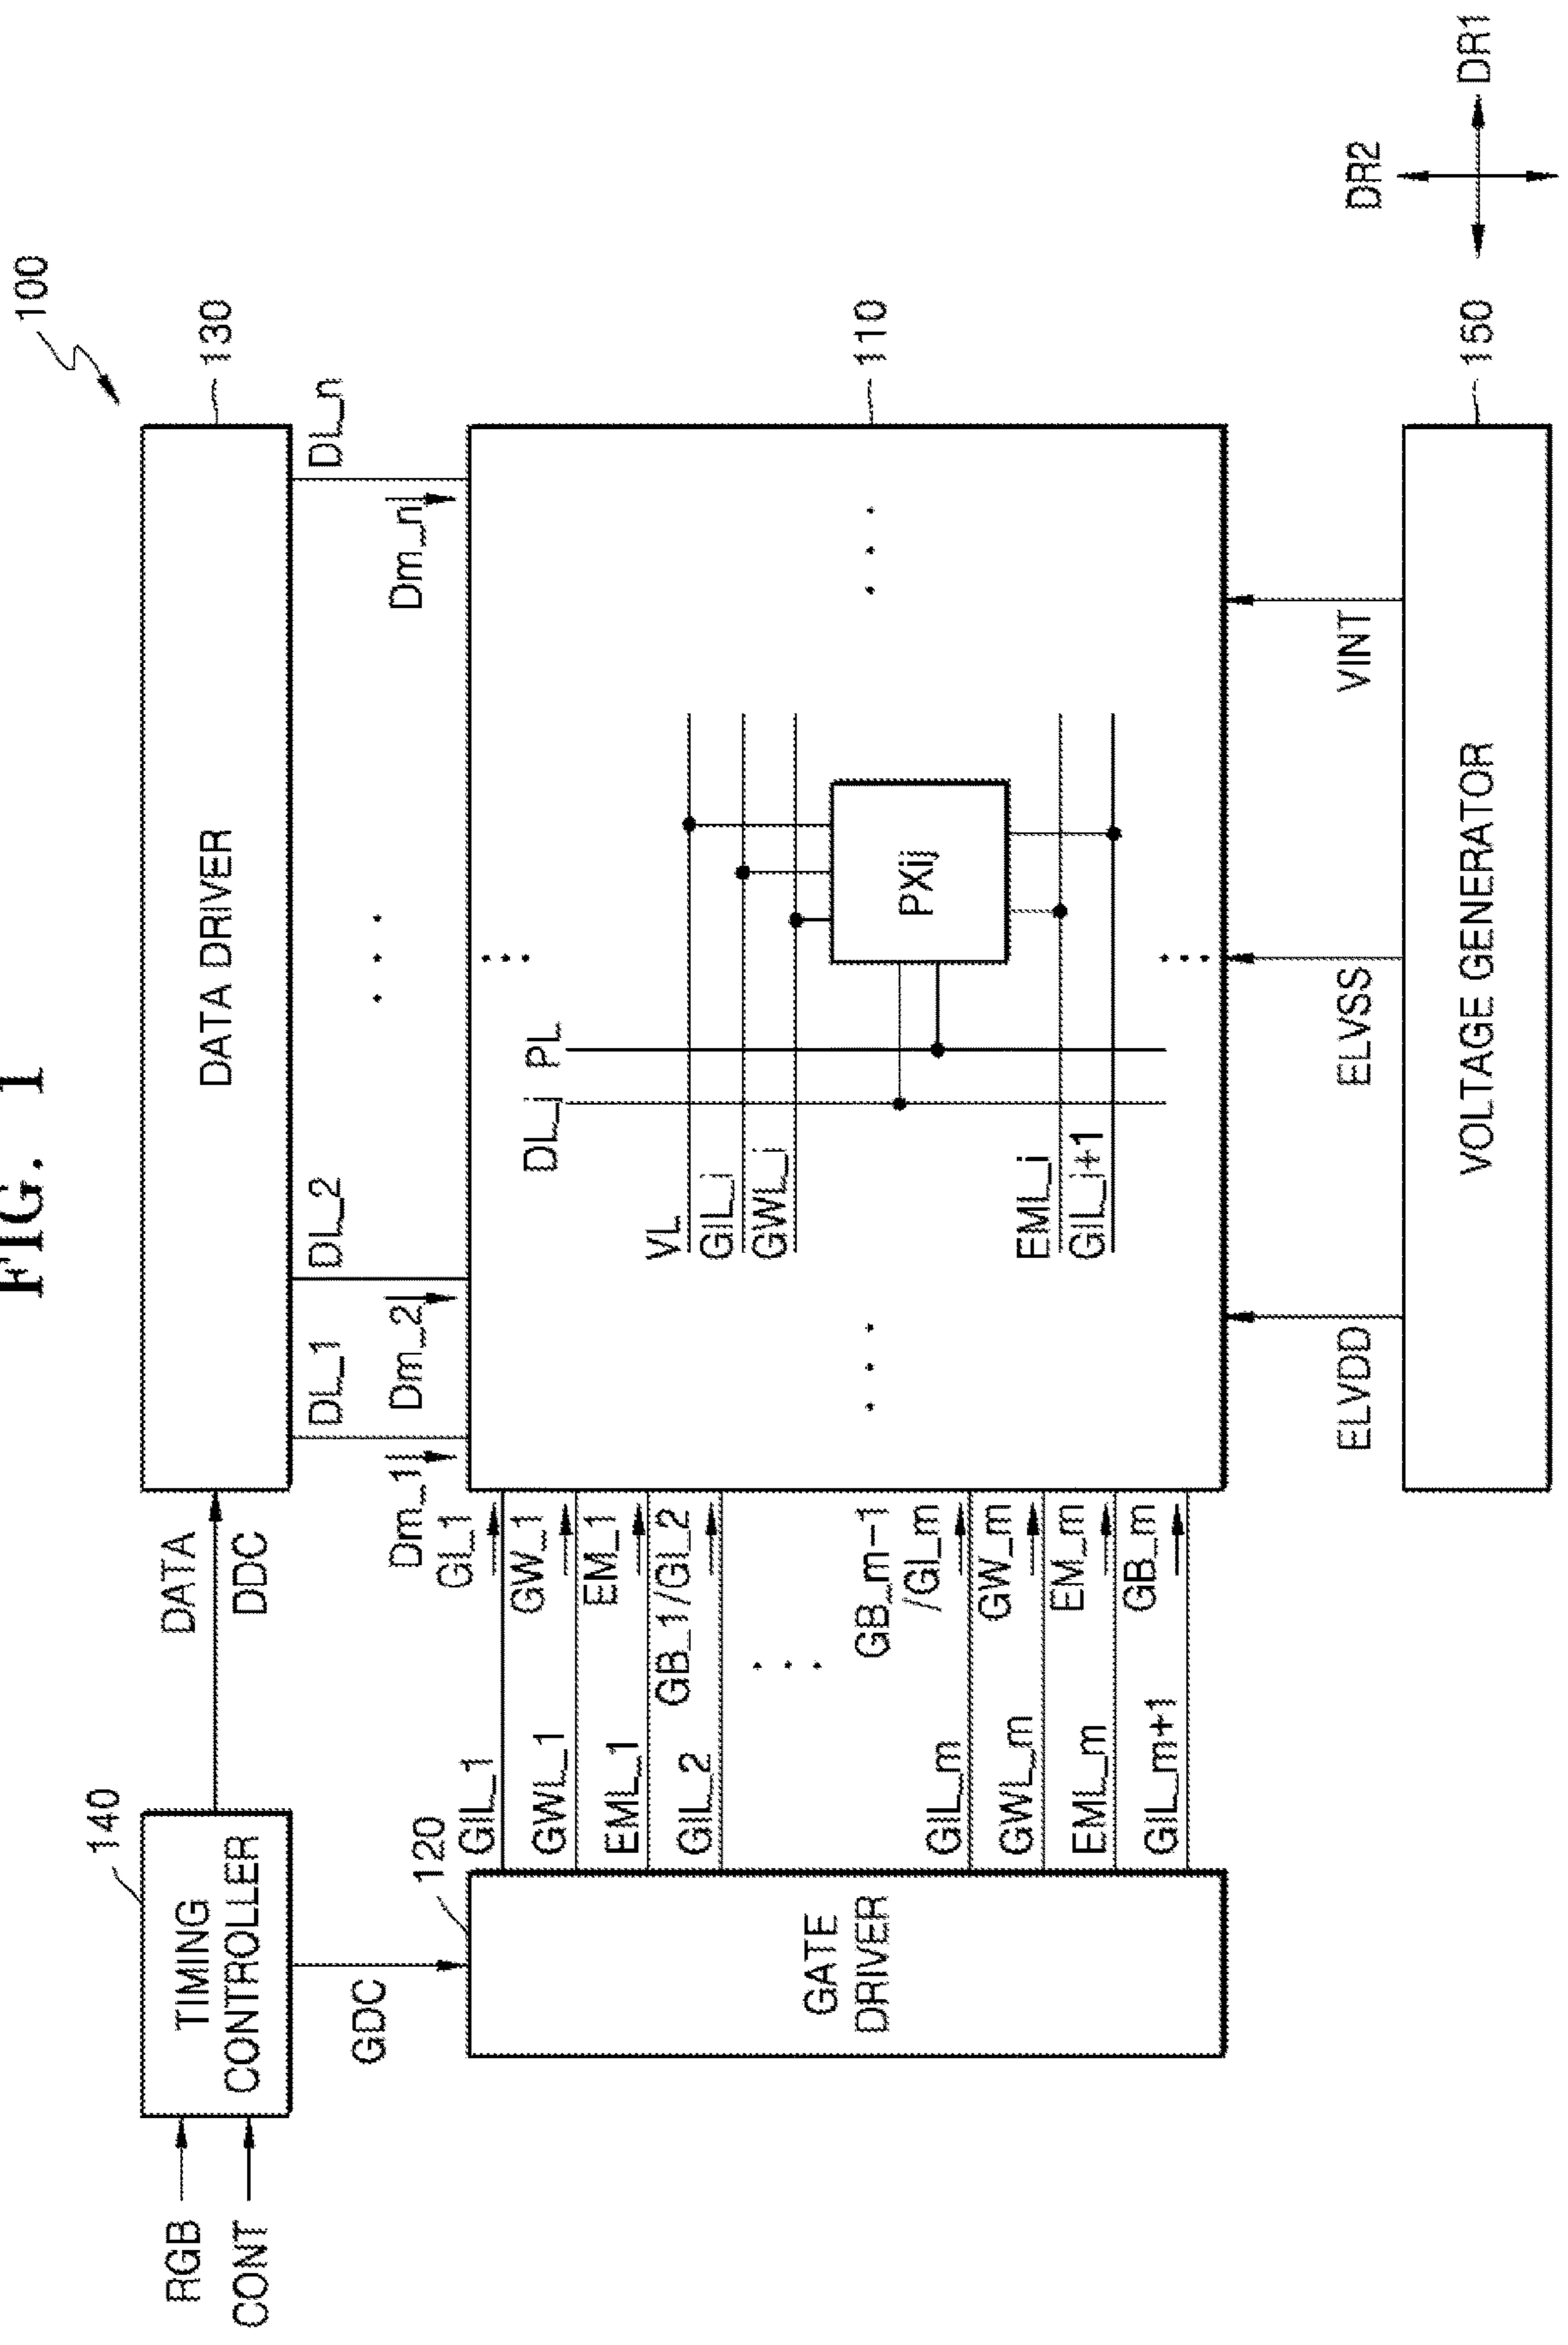 FIG. 1
100
RGB
CONT
TIMING
CONTROLLER
140
DATA
DDC
DATA DRIVER
130
GDC
DL_1
DL_2
DL_n
Dm_1
Dm_2
Dm_n
120
GATE
DRIVER
GIL_1
GI_1
GWL_1
GW_1
EML_1
EM_1
GIL_2
GB_1/GI_2
GIL_m
GB_m-1
/GI_m
GWL_m
GW_m
EML_m
EM_m
GIL_m+1
GB_m
110
DL_j
PL
VL
GIL_i
GWL_i
PXij
EML_i
GIL_i+1
ELVDD
ELVSS
VINT
VOLTAGE GENERATOR
150
DR2
DR1